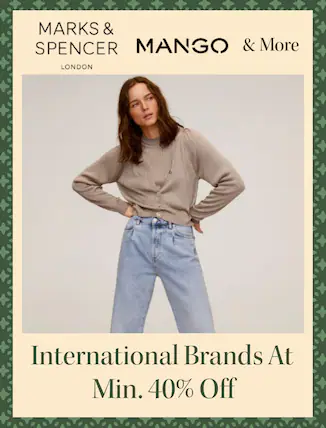 MARKS &
SPENCER
LONDON
MANGO
& More
International Brands At
Min. 40% Off